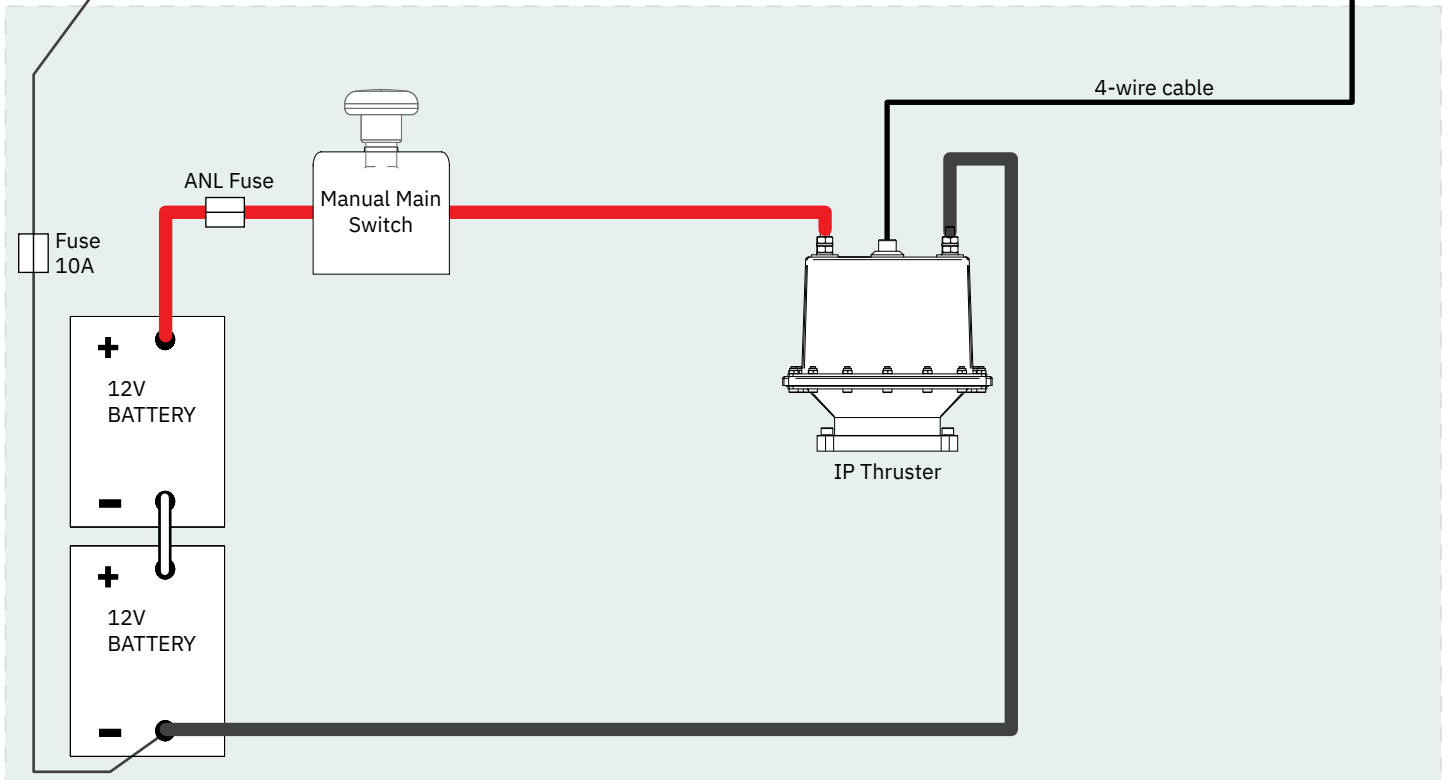 4-wire cable
ANL Fuse
Manual Main
Switch
Fuse
10A
+
12V
BATTERY
-
IP Thruster
+
12V
BATTERY
-